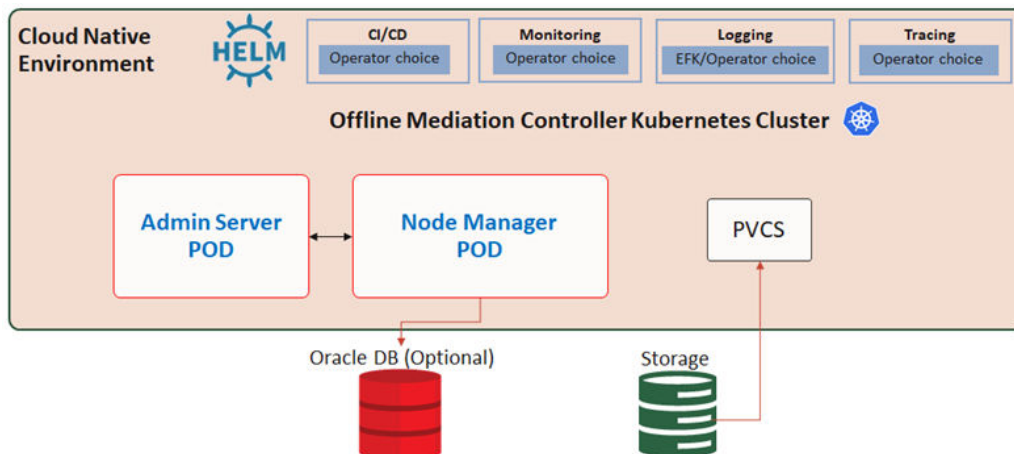 Cloud Native
Environment
HELM
CI/CD
Operator choice
Monitoring
Operator choice
Logging
EFK/Operator choice
Tracing
Operator choice
Offline Mediation Controller Kubernetes Cluster
Admin Server
POD
Node Manager
POD
PVCS
Oracle DB (Optional)
Storage